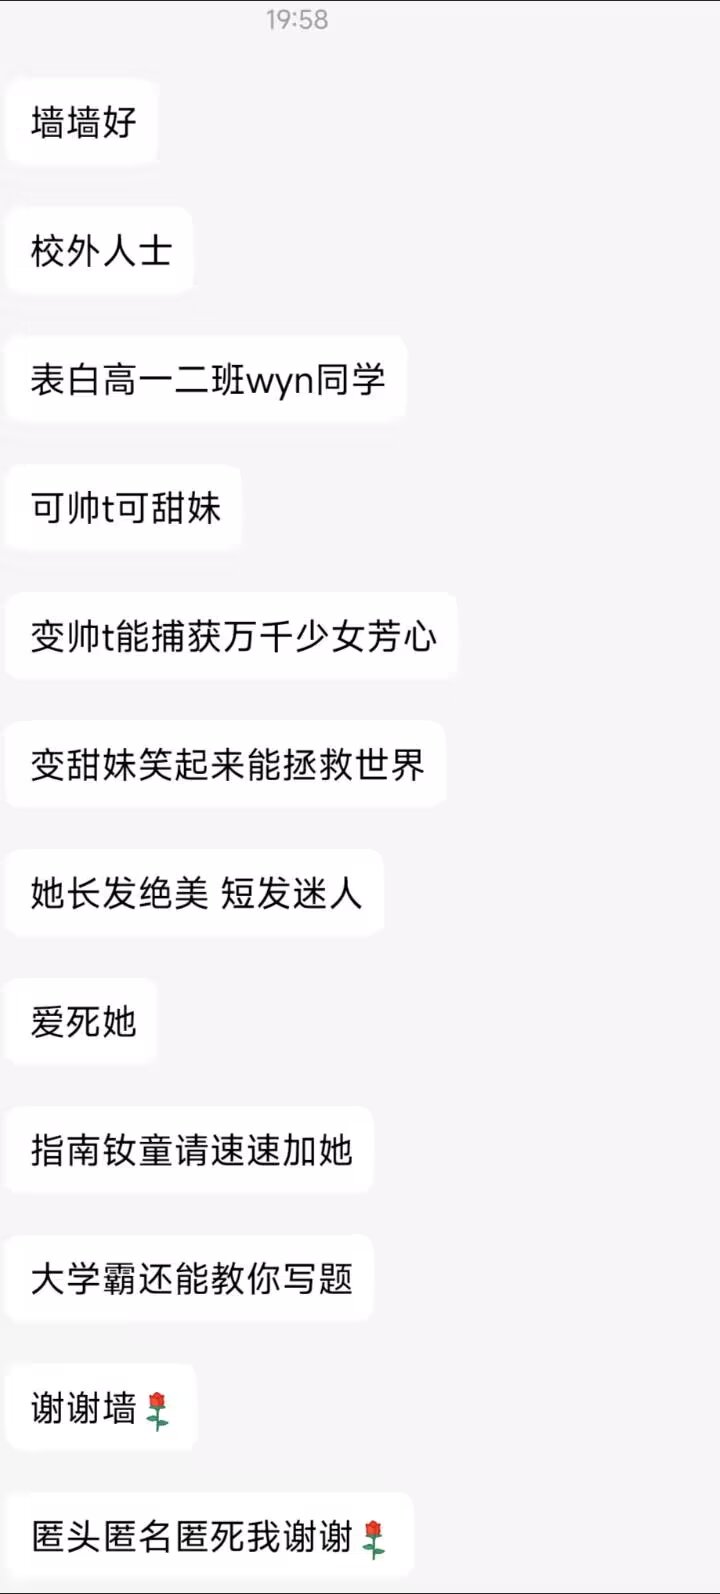 19:58
墙墙好
校外人士
表白高一二班wyn同学
可帅t可甜妹
变帅t能捕获万千少女芳心
变甜妹笑起来能拯救世界
她长发绝美 短发迷人
爱死她
指南钕童请速速加她
大学霸还能教你写题
谢谢墙🌹
匿头匿名匿死我谢谢🌹